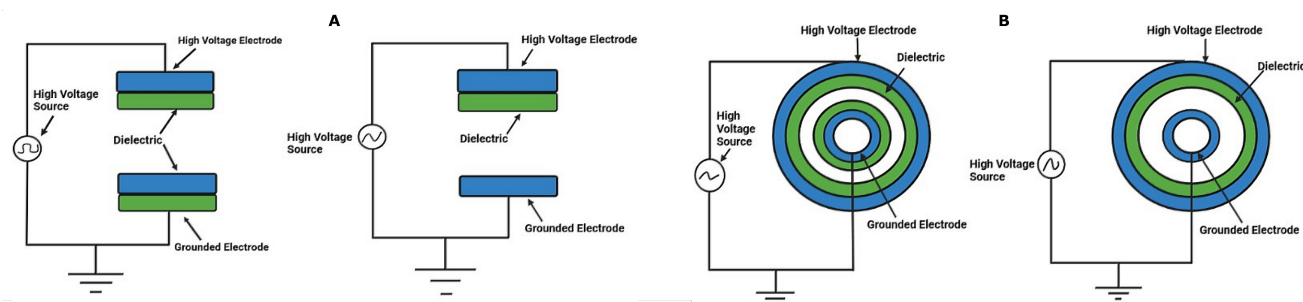 A
High Voltage Electrode
High Voltage
Source
Dielectric
Grounded Electrode
High Voltage Electrode
High Voltage
Source
Dielectric
Grounded Electrode
B
High Voltage Electrode
Dielectric
High
Voltage
Source
Grounded Electrode
High Voltage Electrode
Dielectric
High Voltage
Source
Grounded Electrode